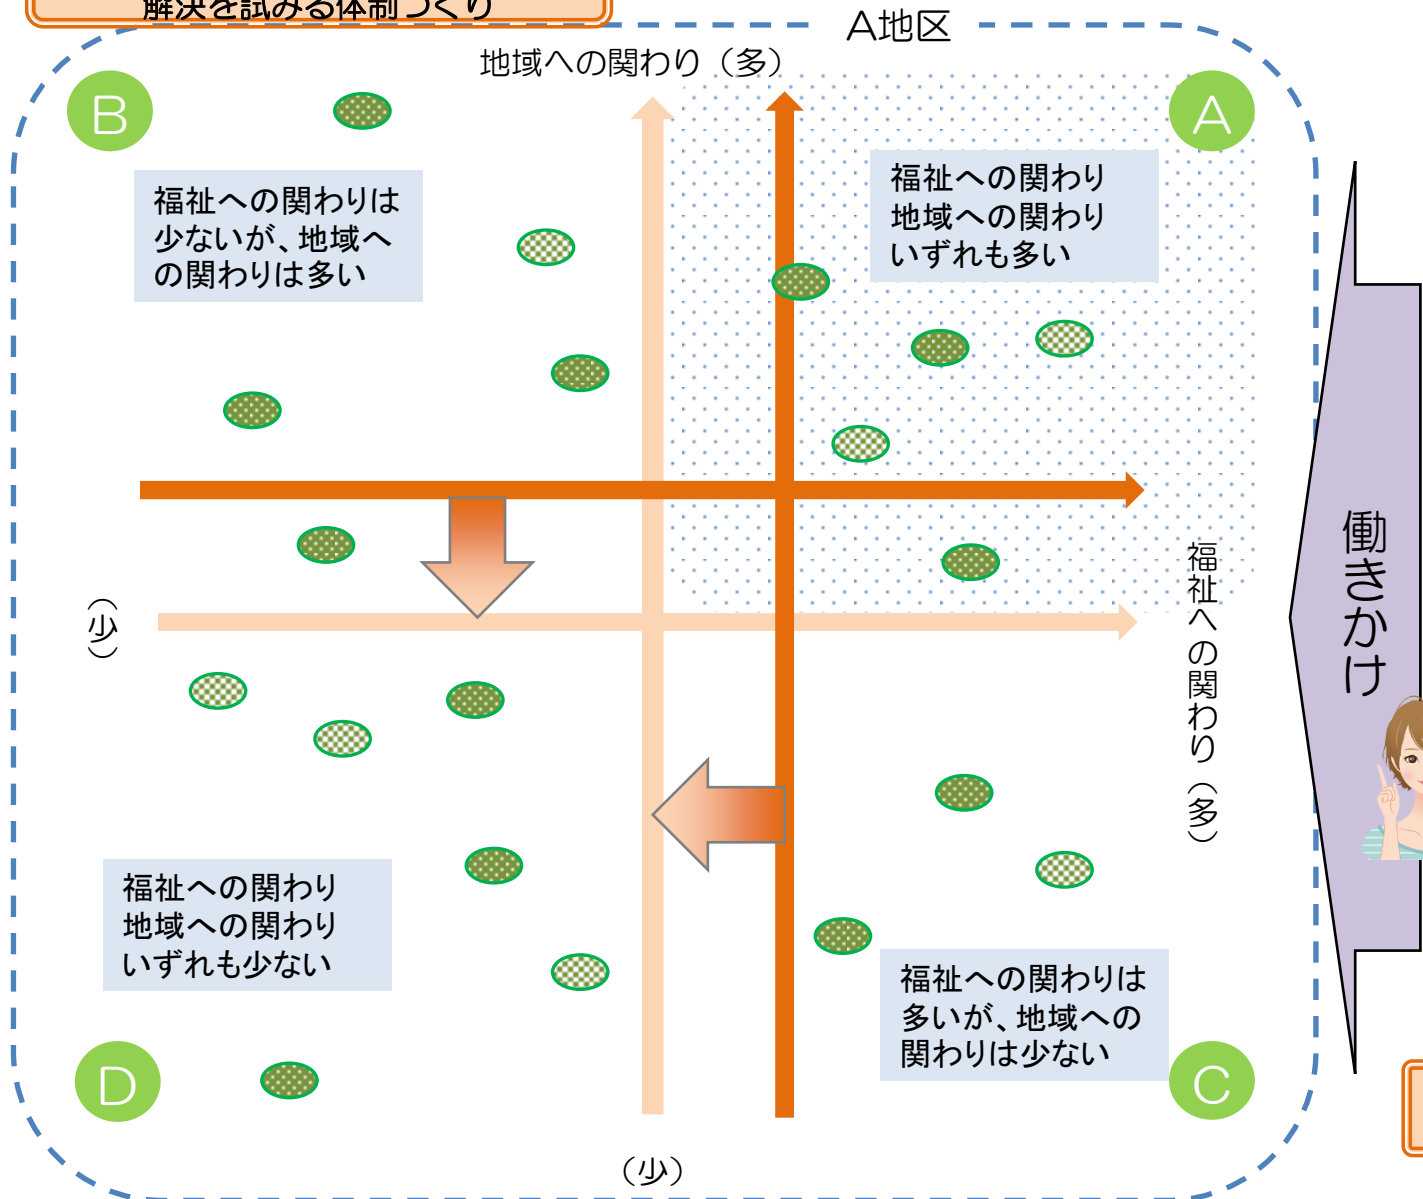 解決を試みる体制づくり
A地区
地域への関わり（多）
B
A
福祉への関わりは
少ないが、地域へ
の関わりは多い
福祉への関わり
地域への関わり
いずれも多い
働きかけ
（少）
福祉への関わり（多）
福祉への関わり
地域への関わり
いずれも少ない
福祉への関わりは
多いが、地域への
関わりは少ない
D
C
（少）